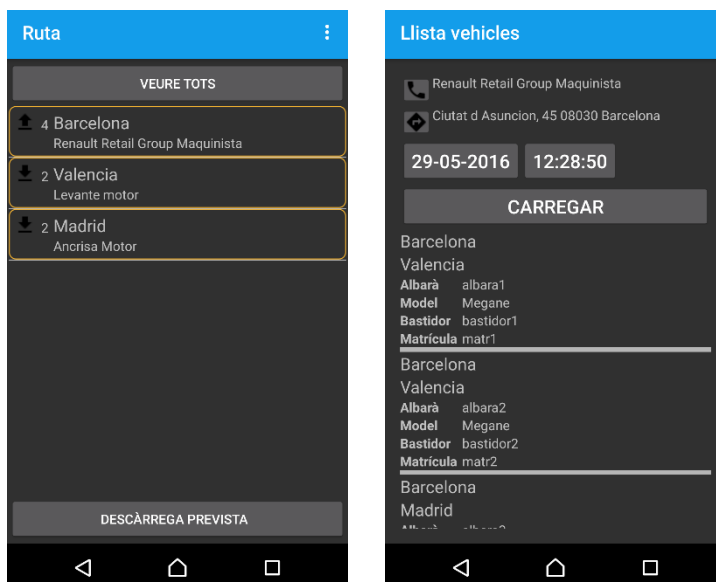 Ruta
VEURE TOTS
4 Barcelona
Renault Retail Group Maquinista
2 Valencia
Levante motor
2 Madrid
Ancrisa Motor
DESCÀRREGA PREVISTA
Llista vehicles
Renault Retail Group Maquinista
Ciutat d Asuncion, 45 08030 Barcelona
29-05-2016 12:28:50
CARREGAR
Barcelona
Valencia
Albarà albara1
Model Megane
Bastidor bastidor1
Matrícula matr1
Barcelona
Valencia
Albarà albara2
Model Megane
Bastidor bastidor2
Matrícula matr2
Barcelona
Madrid